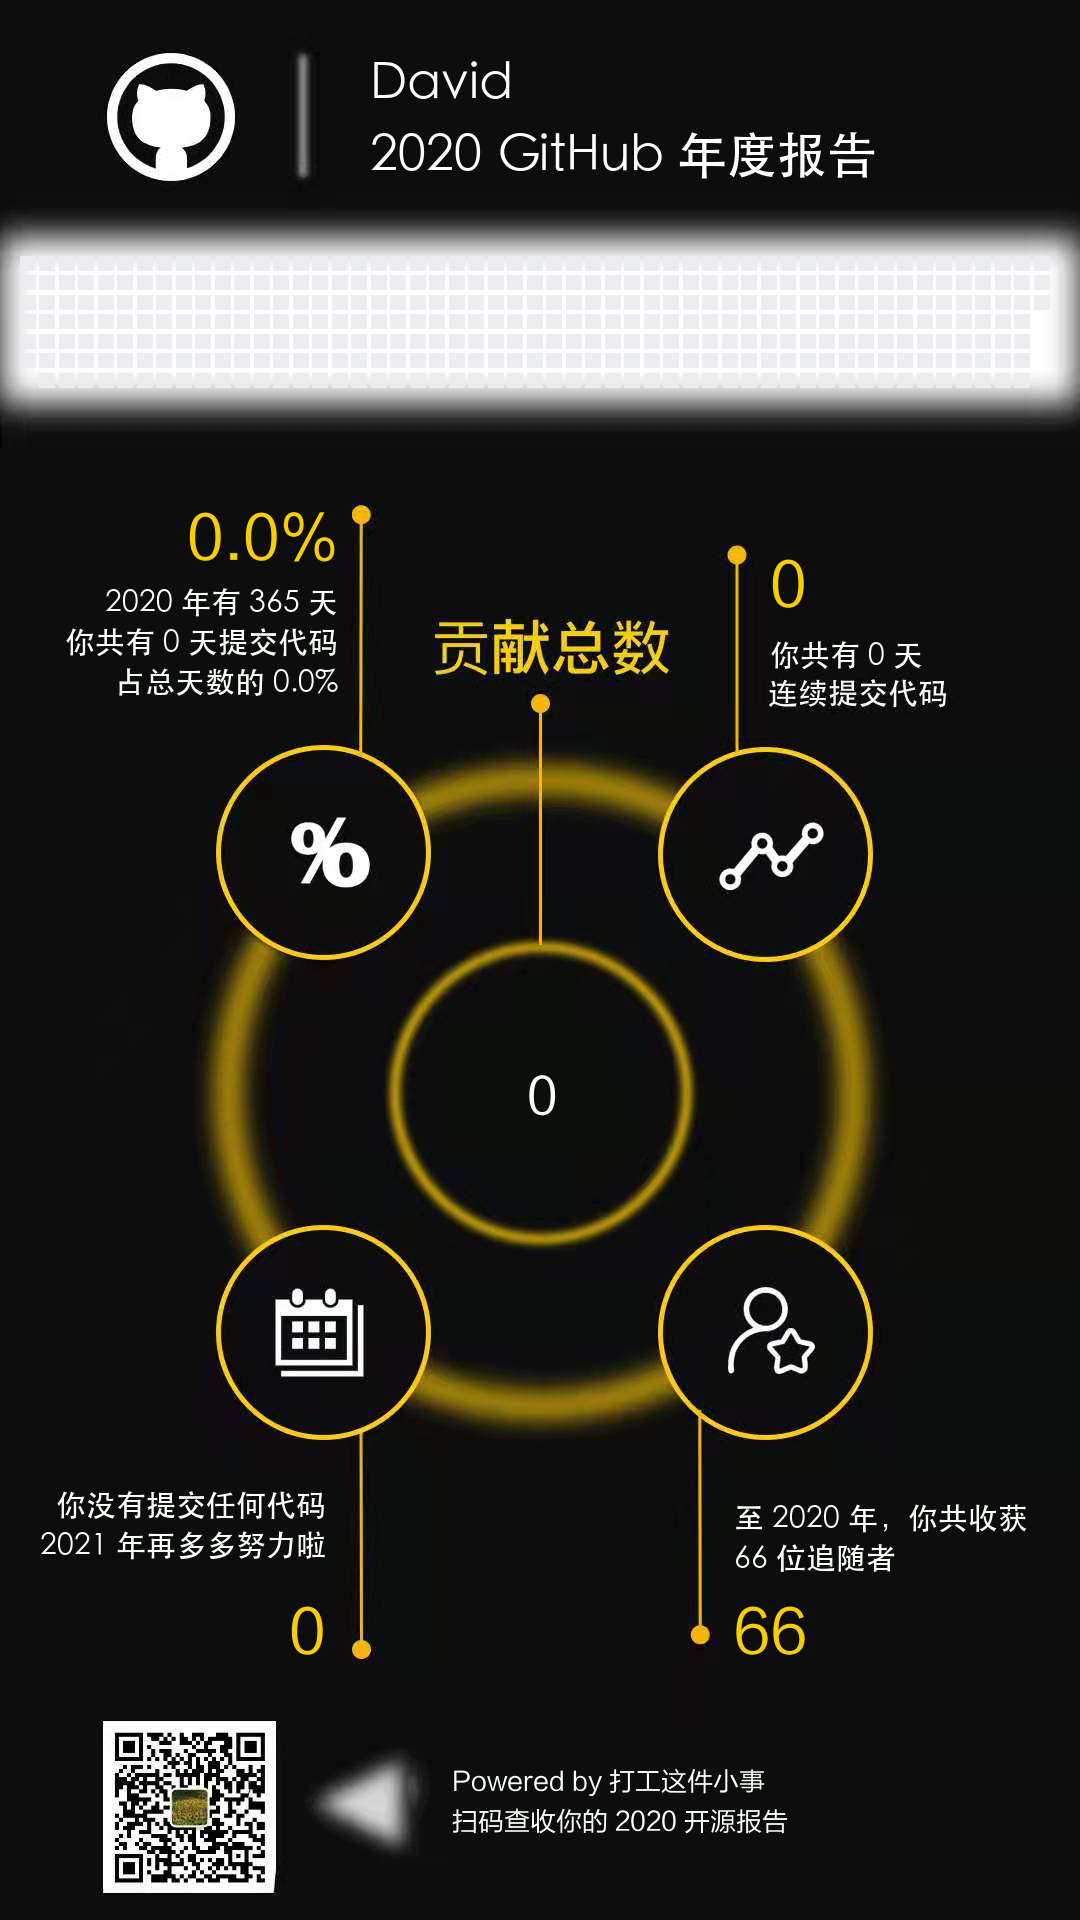 David
2020 GitHub 年度报告
0.0%
2020 年有 365 天
你共有 0 天提交代码
占总天数的 0.0%
0
你共有 0 天
连续提交代码
贡献总数
%
0
你没有提交任何代码
2021 年再多多努力啦
0
至 2020 年，你共收获
66 位追随者
66
Powered by 打工这件小事
扫码查收你的 2020 开源报告